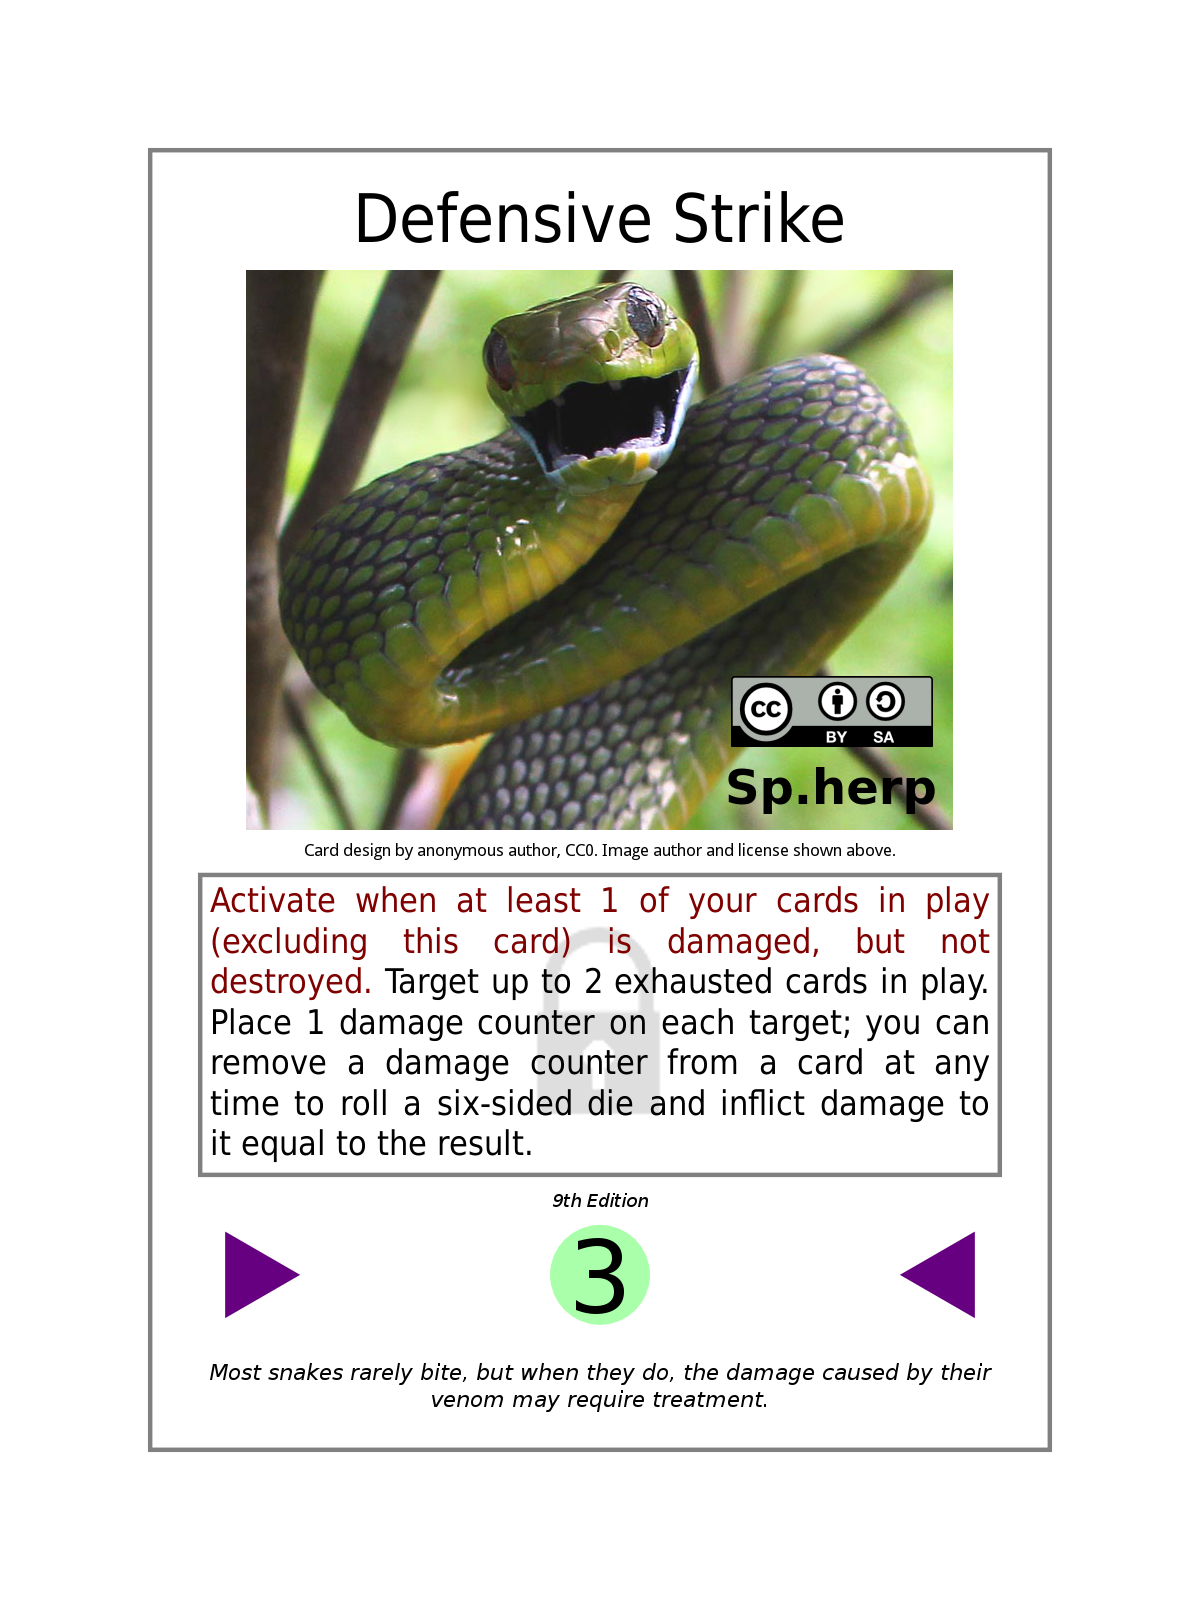 Defensive Strike
cc
BY SA
Sp.herp
Card design by anonymous author, CC0. Image author and license shown above.
Activate when at least 1 of your cards in play
(excluding this card) is damaged, but not
destroyed. Target up to 2 exhausted cards in play.
Place 1 damage counter on each target; you can
remove a damage counter from a card at any
time to roll a six-sided die and inflict damage to
it equal to the result.
9th Edition
3
Most snakes rarely bite, but when they do, the damage caused by their
venom may require treatment.